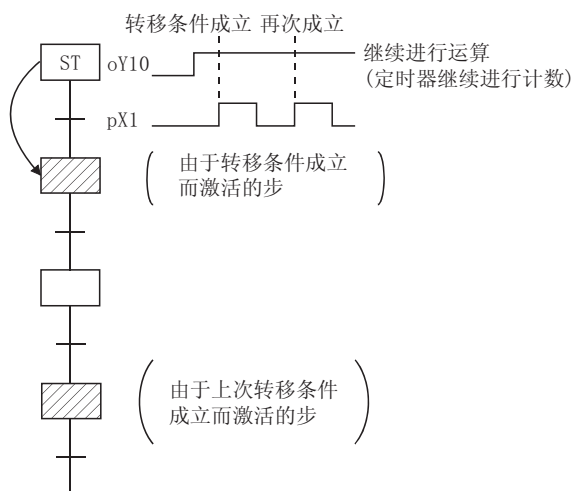 转移条件成立 再次成立
ST oY10
继续进行运算
(定时器继续进行计数)
pX1
由于转移条件成立
而激活的步
由于上次转移条件
成立而激活的步